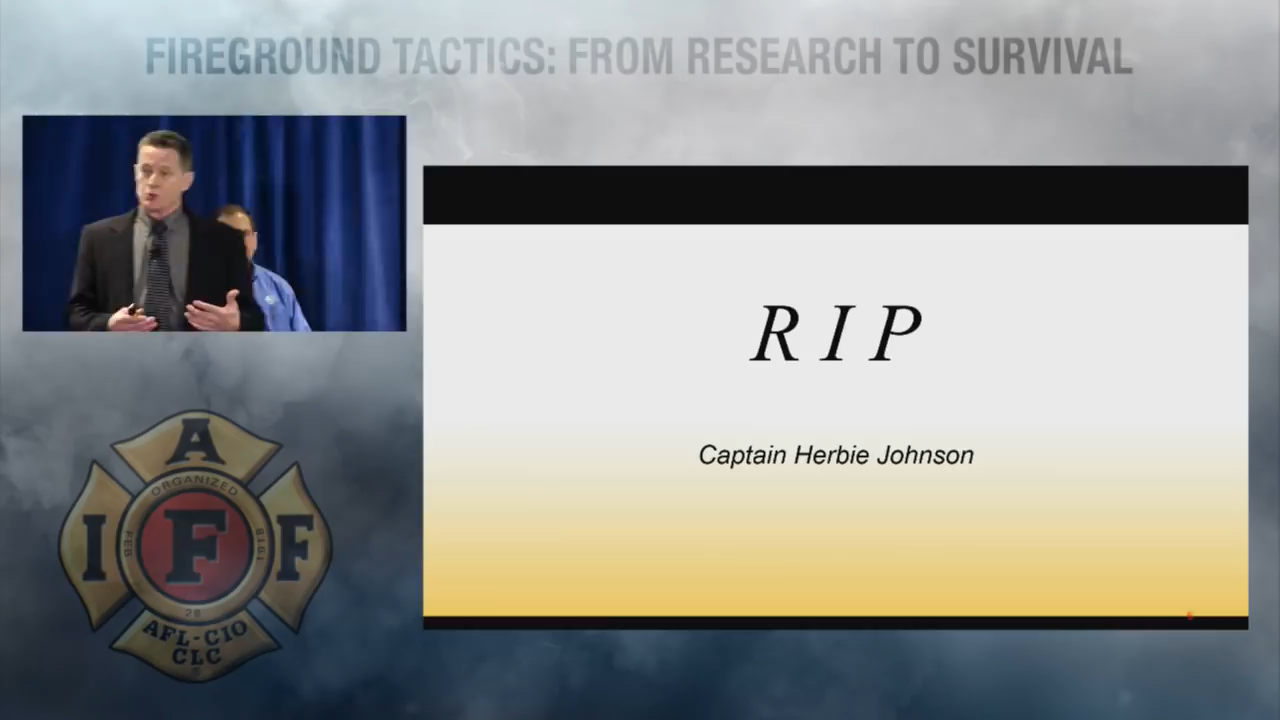 FIREGROUND TACTICS: FROM RESEARCH TO SURVIVAL
R I P
Captain Herbie Johnson
A
ORGANIZED
I F F
FEB
1918
28
AFL-CIO
CLC